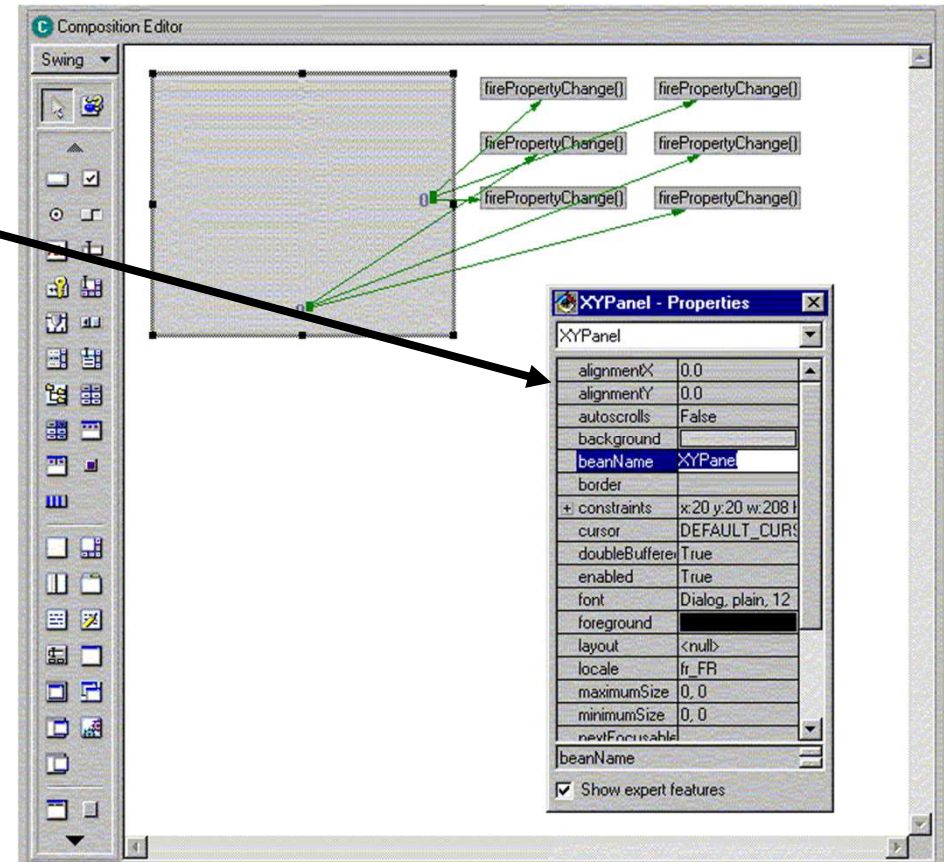 Composition Editor
Swing
firePropertyChange() firePropertyChange()
firePropertyChange() firePropertyChange()
firePropertyChange() firePropertyChange()
XYPanel - Properties
XYPanel
alignmentX 0.0
alignmentY 0.0
autoscrolls False
background
beanName XYPanel
border
+ constraints x:20 y:20 w:208
cursor DEFAULT_CURS
doubleBuffere True
enabled True
font Dialog, plain, 12
foreground
layout <null>
locale fr_FR
maximumSize 0, 0
minimumSize 0, 0
nextFocusable
beanName
Show expert features